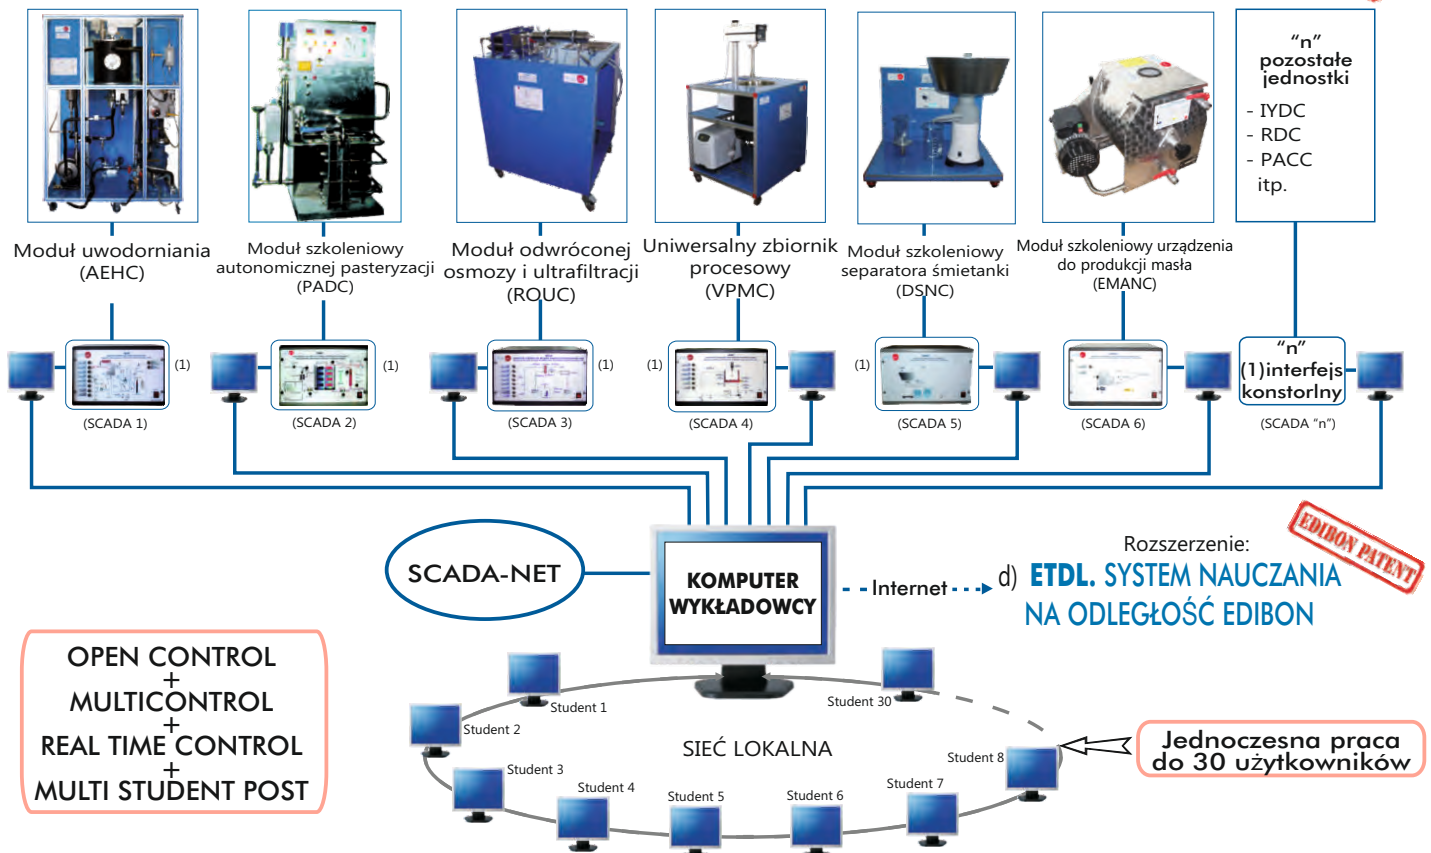 "n"
pozostałe
jednostki
- IYDC
- RDC
- PACC
itp.
Moduł uwodorniania
(AEHC)
Moduł szkoleniowy
autonomicznej pasteryzacji
(PADC)
Moduł odwróconej
osmozy i ultrafiltracji
(ROUC)
Uniwersalny zbiornik
procesowy
(VPMC)
Moduł szkoleniowy
separatora śmietanki
(DSNC)
Moduł szkoleniowy urządzenia
do produkcji masła
(EMANC)
(1)
(SCADA 1)
(1)
(SCADA 2)
(1)
(SCADA 3)
(1)
(SCADA 4)
(1)
(SCADA 5)
(1)
(SCADA 6)
"n"
(1)interfejs
konstorlny
(SCADA "n")
SCADA-NET
KOMPUTER
WYKŁADOWCY
Internet
Rozszerzenie:
d) ETDL. SYSTEM NAUCZANIA
NA ODLEGŁOŚĆ EDIBON
EDIBON PATENT
OPEN CONTROL
+
MULTICONTROL
+
REAL TIME CONTROL
+
MULTI STUDENT POST
Student 1
Student 2
Student 3
Student 4
Student 5
Student 6
Student 7
Student 8
Student 30
SIEĆ LOKALNA
Jednoczesna praca
do 30 użytkowników